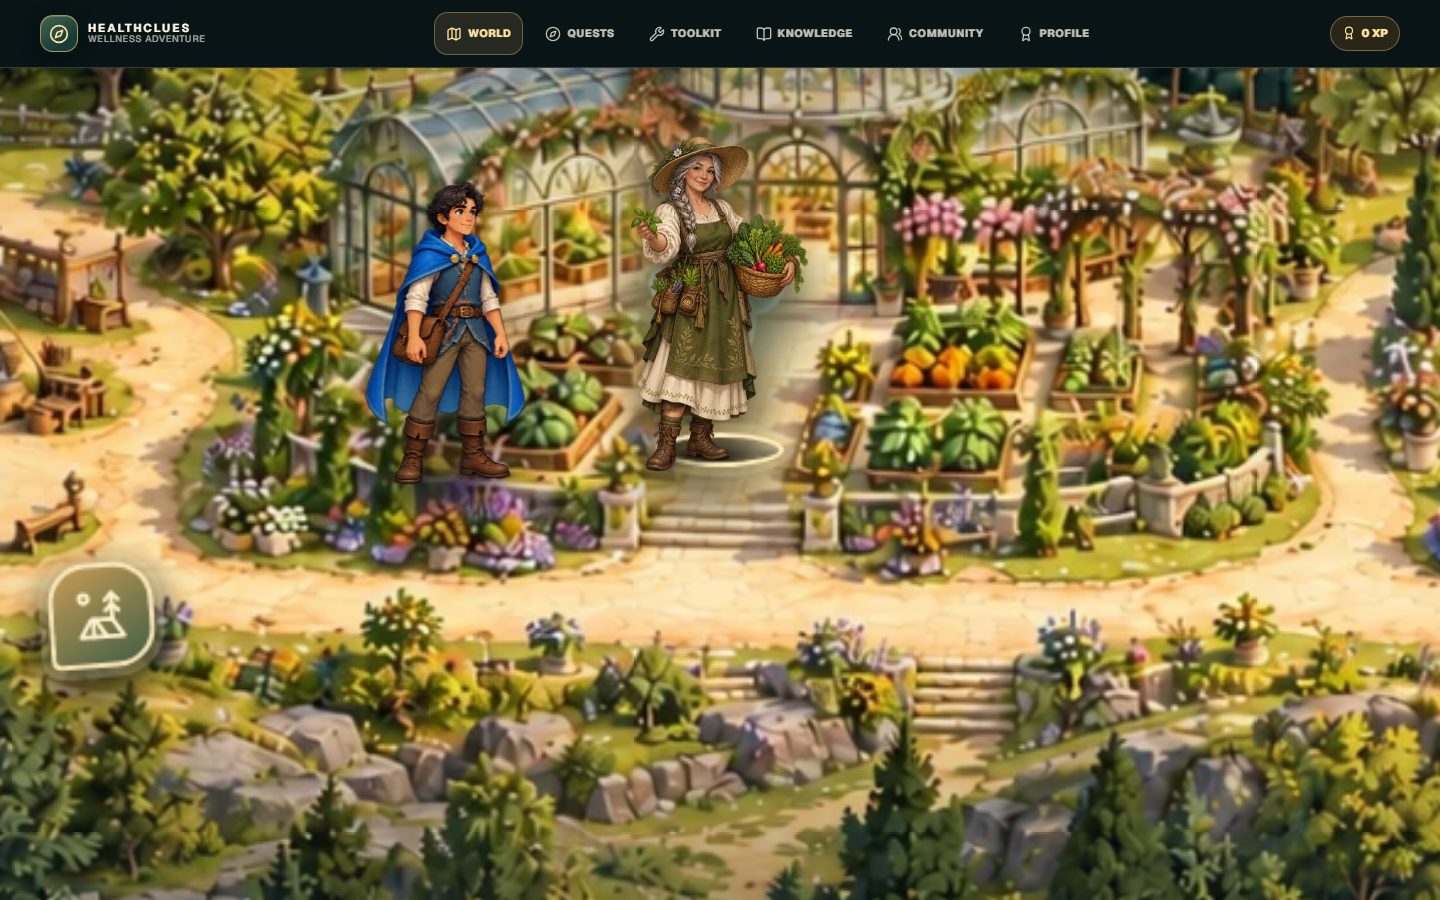 HEALTHCLUES
WELLNESS ADVENTURE
WORLD
QUESTS
TOOLKIT
KNOWLEDGE
COMMUNITY
PROFILE
0 XP